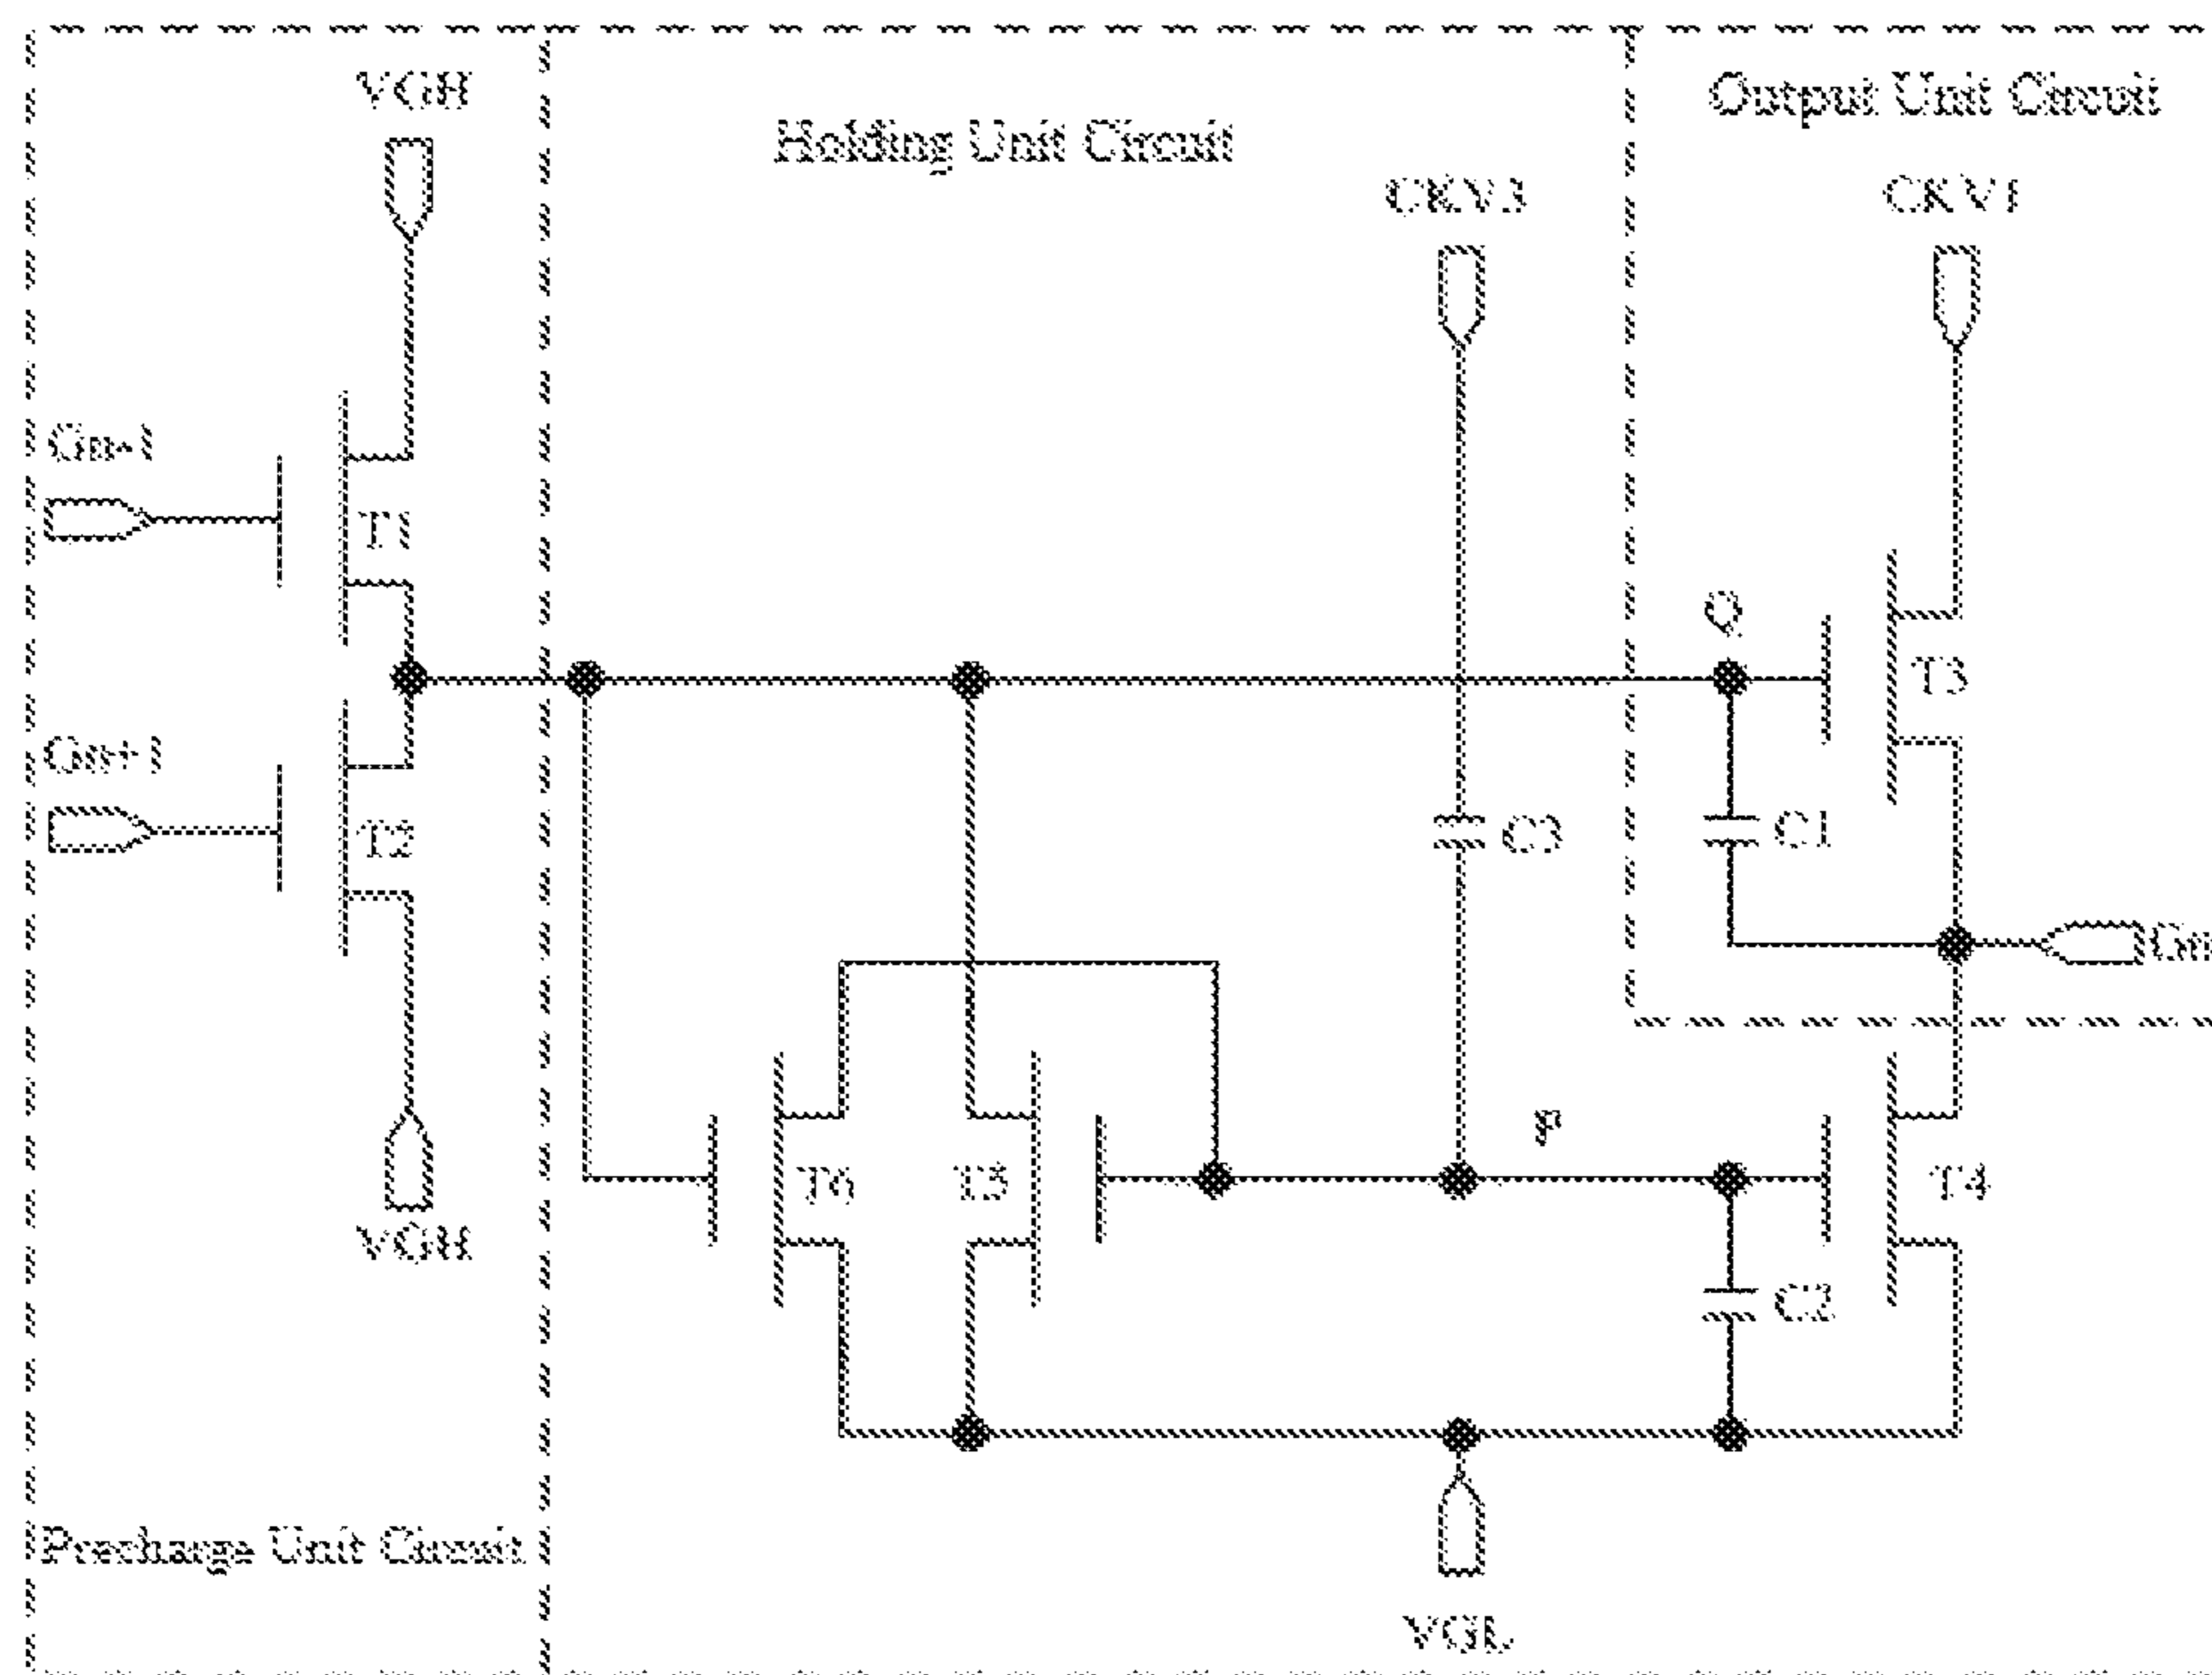 VGH
Holding Unit Circuit
Output Unit Circuit
CKV3
CKV1
Gn-1
T1
Q
T3
Gn+1
T2
C3
C1
Gn
P
T6
T5
T4
VGH
C2
Precharge Unit Circuit
VGL